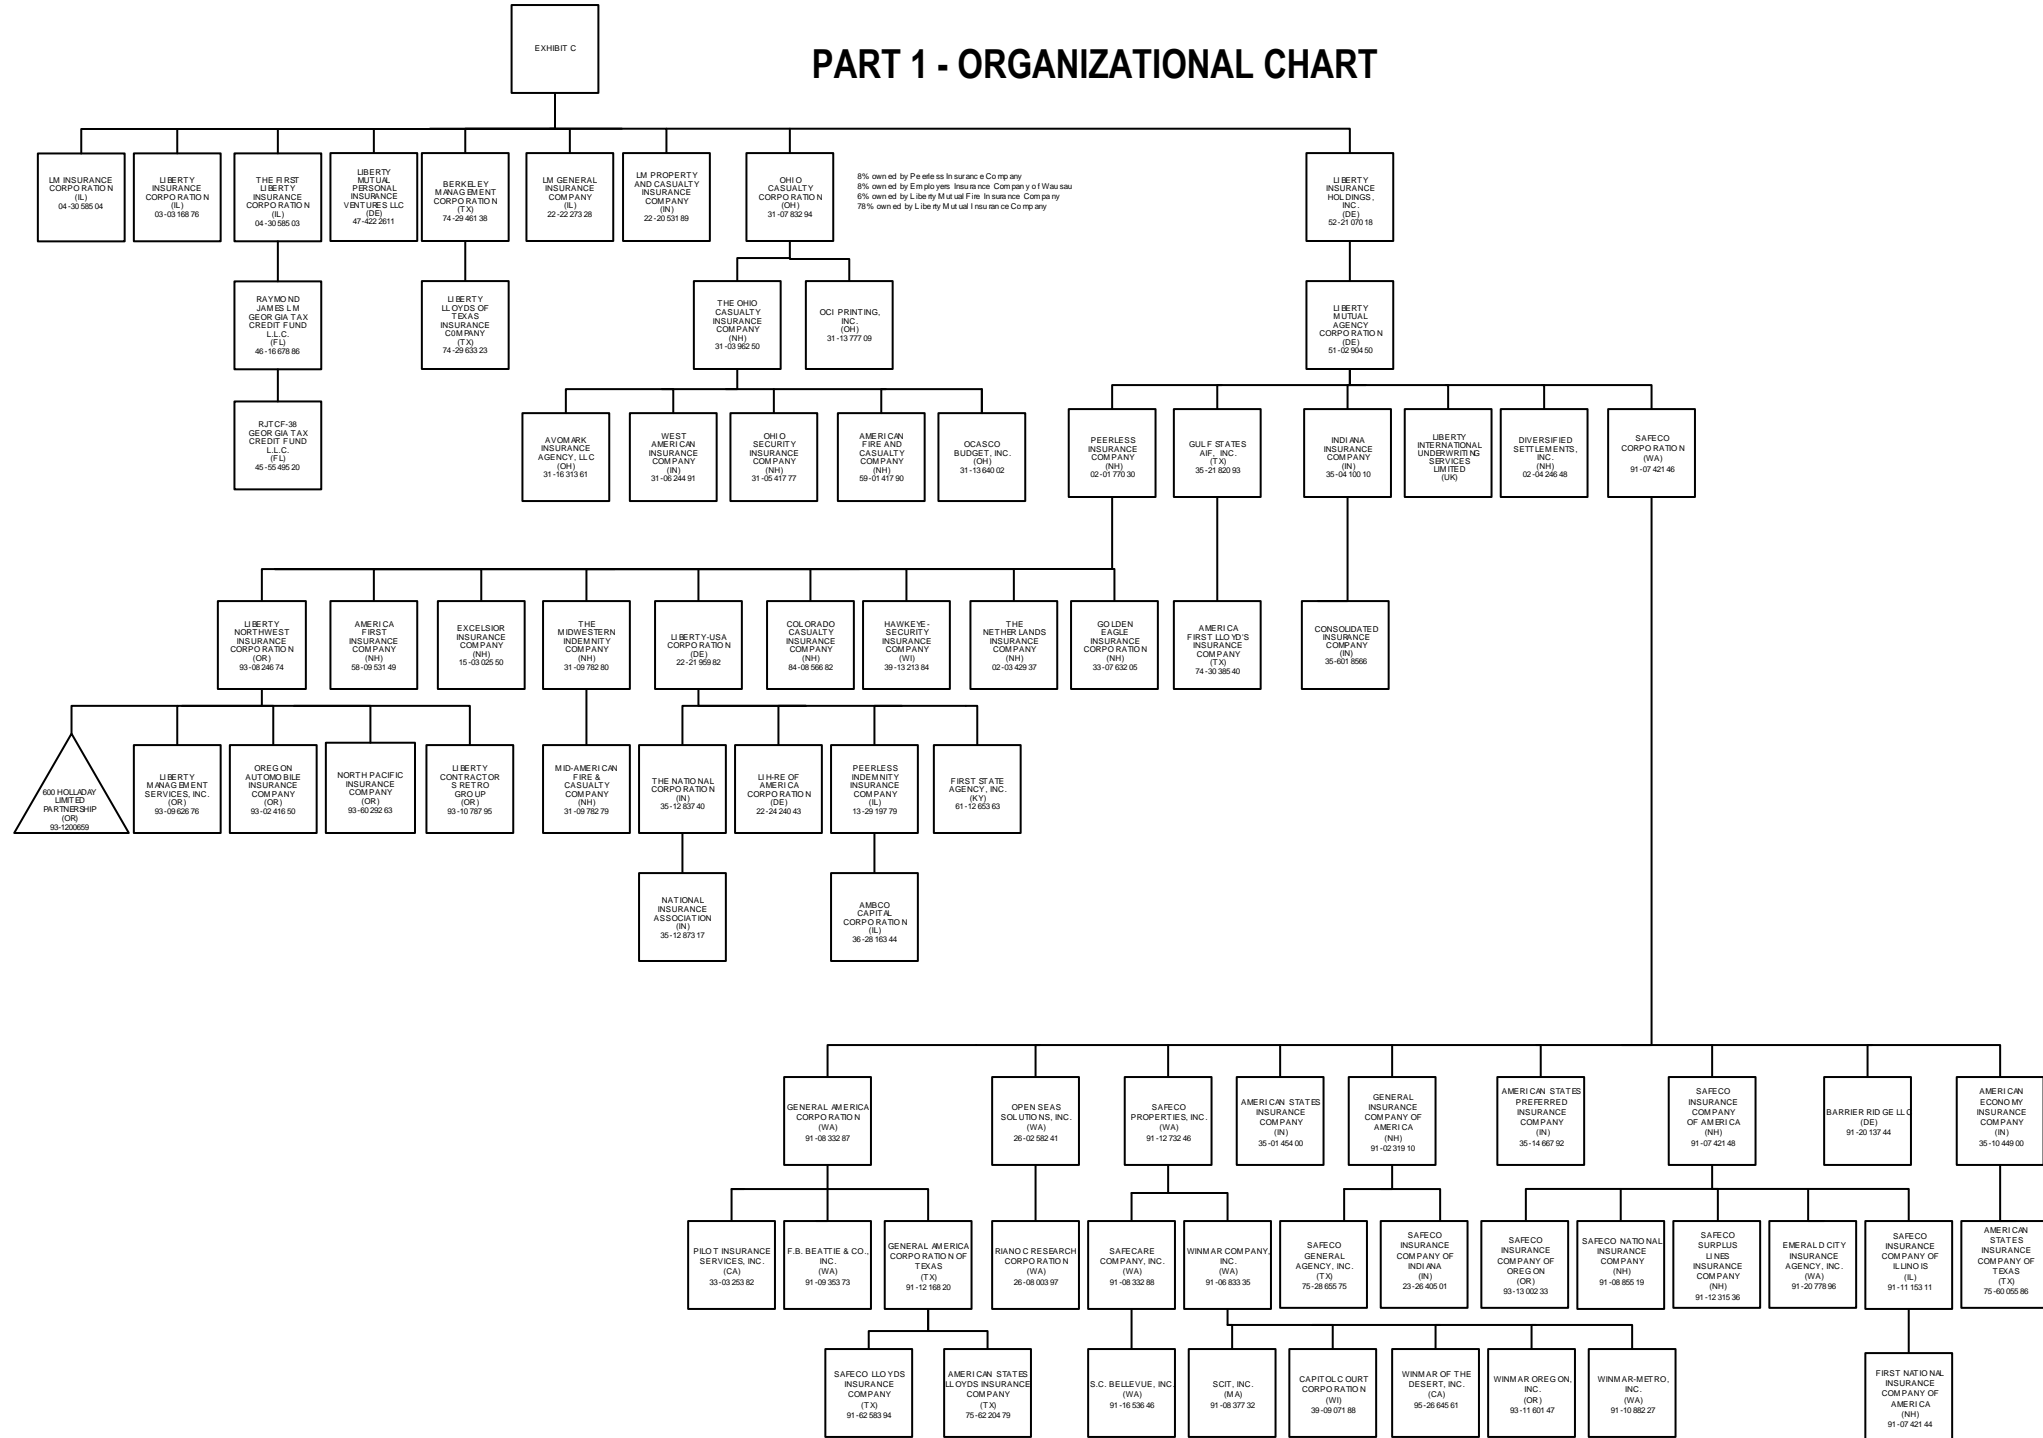 EXHIBIT C
PART 1 - ORGANIZATIONAL CHART
LM INSURANCE
CORPORATION
(IL)
04-3058504
LIBERTY
INSURANCE
CORPORATION
(IL)
03-0316876
THE FIRST
LIBERTY
INSURANCE
CORPORATION
(IL)
04-3058503
LIBERTY
MUTUAL
PERSONAL
INSURANCE
VENTURES LLC
(DE)
47-4222611
BERKELEY
MANAGEMENT
CORPORATION
(TX)
74-2946138
LM GENERAL
INSURANCE
COMPANY
(IL)
22-2227328
LM PROPERTY
AND CASUALTY
INSURANCE
COMPANY
(IN)
22-2053189
OHIO
CASUALTY
CORPORATION
(OH)
31-0783294
8% owned by Peerless Insurance Company
8% owned by Employers Insurance Company of Wausau
6% owned by Liberty Mutual Fire Insurance Company
78% owned by Liberty Mutual Insurance Company
LIBERTY
INSURANCE
HOLDINGS,
INC.
(DE)
52-2107018
RAYMOND
JAMES LM
GEORGIA TAX
CREDIT FUND
L.L.C.
(FL)
46-1667886
LIBERTY
LLOYDS OF
TEXAS
INSURANCE
COMPANY
(TX)
74-2963323
THE OHIO
CASUALTY
INSURANCE
COMPANY
(NH)
31-0396250
OCI PRINTING,
INC.
(OH)
31-1377709
LIBERTY
MUTUAL
AGENCY
CORPORATION
(DE)
51-0290450
RJTCF-38
GEORGIA TAX
CREDIT FUND
L.L.C.
(FL)
45-5549520
AVOMARK
INSURANCE
AGENCY, LLC
(OH)
31-1631361
WEST
AMERICAN
INSURANCE
COMPANY
(IN)
31-0624491
OHIO
SECURITY
INSURANCE
COMPANY
(NH)
31-0541777
AMERICAN
FIRE AND
CASUALTY
COMPANY
(NH)
59-0141790
OCASCO
BUDGET, INC.
(OH)
31-1364002
PEERLESS
INSURANCE
COMPANY
(NH)
02-0177030
GULF STATES
AIF, INC.
(TX)
35-2182093
INDIANA
INSURANCE
COMPANY
(IN)
35-0410010
LIBERTY
INTERNATIONAL
UNDERWRITING
SERVICES
LIMITED
(UK)
DIVERSIFIED
SETTLEMENTS,
INC.
(NH)
02-0424648
SAFECO
CORPORATION
(WA)
91-0742146
LIBERTY
NORTHWEST
INSURANCE
CORPORATION
(OR)
93-0824674
AMERICA
FIRST
INSURANCE
COMPANY
(NH)
58-0953149
EXCELSIOR
INSURANCE
COMPANY
(NH)
15-0302550
THE
MIDWESTERN
INDEMNITY
COMPANY
(NH)
31-0978280
LIBERTY-USA
CORPORATION
(DE)
22-2195982
COLORADO
CASUALTY
INSURANCE
COMPANY
(NH)
84-0856682
HAWKEYE-
SECURITY
INSURANCE
COMPANY
(WI)
39-1321384
THE
NETHERLANDS
INSURANCE
COMPANY
(NH)
02-0342937
GOLDEN
EAGLE
INSURANCE
CORPORATION
(NH)
33-0763205
AMERICA
FIRST LLOYD'S
INSURANCE
COMPANY
(TX)
74-3038540
CONSOLIDATED
INSURANCE
COMPANY
(IN)
35-6018566
600 HOLLADAY
LIMITED
PARTNERSHIP
(OR)
93-1200659
LIBERTY
MANAGEMENT
SERVICES, INC.
(OR)
93-0962676
OREGON
AUTOMOBILE
INSURANCE
COMPANY
(OR)
93-0241650
NORTH PACIFIC
INSURANCE
COMPANY
(OR)
93-6029263
LIBERTY
CONTRACTOR
S RETRO
GROUP
(OR)
93-1078795
MID-AMERICAN
FIRE &
CASUALTY
COMPANY
(NH)
31-0978279
THE NATIONAL
CORPORATION
(IN)
35-1283740
LIH-RE OF
AMERICA
CORPORATION
(DE)
22-2424043
PEERLESS
INDEMNITY
INSURANCE
COMPANY
(IL)
13-2919779
FIRST STATE
AGENCY, INC.
(KY)
61-1265363
NATIONAL
INSURANCE
ASSOCIATION
(IN)
35-1287317
AMBCO
CAPITAL
CORPORATION
(IL)
36-2816344
GENERAL AMERICA
CORPORATION
(WA)
91-0833287
OPEN SEAS
SOLUTIONS, INC.
(WA)
26-0258241
SAFECO
PROPERTIES, INC.
(WA)
91-1273246
AMERICAN STATES
INSURANCE
COMPANY
(IN)
35-0145400
GENERAL
INSURANCE
COMPANY OF
AMERICA
(NH)
91-0231910
AMERICAN STATES
PREFERRED
INSURANCE
COMPANY
(IN)
35-1466792
SAFECO
INSURANCE
COMPANY
OF AMERICA
(NH)
91-0742148
BARRIER RIDGE LLC
(DE)
91-2013744
AMERICAN
ECONOMY
INSURANCE
COMPANY
(IN)
35-1044900
PILOT INSURANCE
SERVICES, INC.
(CA)
33-0325382
F.B. BEATTIE & CO.,
INC.
(WA)
91-0935373
GENERAL AMERICA
CORPORATION OF
TEXAS
(TX)
91-1216820
RIANOC RESEARCH
CORPORATION
(WA)
26-0800397
SAFECARE
COMPANY, INC.
(WA)
91-0833288
WINMAR COMPANY,
INC.
(WA)
91-0683335
SAFECO
GENERAL
AGENCY, INC.
(TX)
75-2865575
SAFECO
INSURANCE
COMPANY OF
INDIANA
(IN)
23-2640501
SAFECO
INSURANCE
COMPANY OF
OREGON
(OR)
93-1300233
SAFECO NATIONAL
INSURANCE
COMPANY
(NH)
91-0885519
SAFECO
SURPLUS
LINES
INSURANCE
COMPANY
(NH)
91-1231536
EMERALD CITY
INSURANCE
AGENCY, INC.
(WA)
91-2077896
SAFECO
INSURANCE
COMPANY OF
ILLINOIS
(IL)
91-1115311
AMERICAN
STATES
INSURANCE
COMPANY OF
TEXAS
(TX)
75-6005586
SAFECO LLOYDS
INSURANCE
COMPANY
(TX)
91-6258394
AMERICAN STATES
LLOYDS INSURANCE
COMPANY
(TX)
75-6220479
S.C. BELLEVUE, INC.
(WA)
91-1653646
SCIT, INC.
(MA)
91-0837732
CAPITOL COURT
CORPORATION
(WI)
39-0907188
WINMAR OF THE
DESERT, INC.
(CA)
95-2664561
WINMAR OREGON,
INC.
(OR)
93-1160147
WINMAR-METRO,
INC.
(WA)
91-1088227
FIRST NATIONAL
INSURANCE
COMPANY OF
AMERICA
(NH)
91-0742144